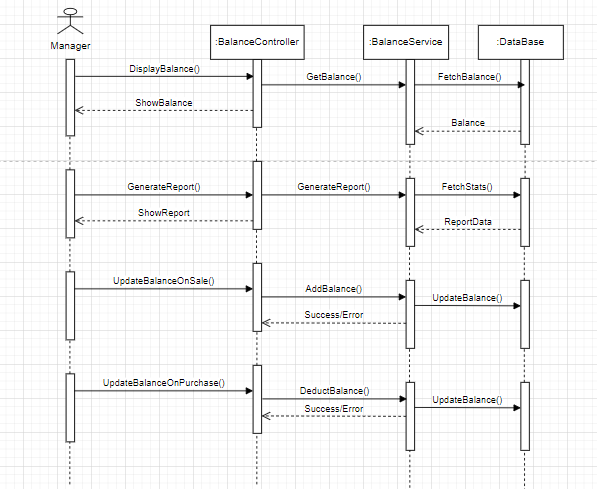 Manager
:BalanceController
:BalanceService
:DataBase
DisplayBalance()
GetBalance()
FetchBalance()
ShowBalance
Balance
GenerateReport()
GenerateReport()
FetchStats()
ShowReport
ReportData
UpdateBalanceOnSale()
AddBalance()
UpdateBalance()
Success/Error
UpdateBalanceOnPurchase()
DeductBalance()
UpdateBalance()
Success/Error